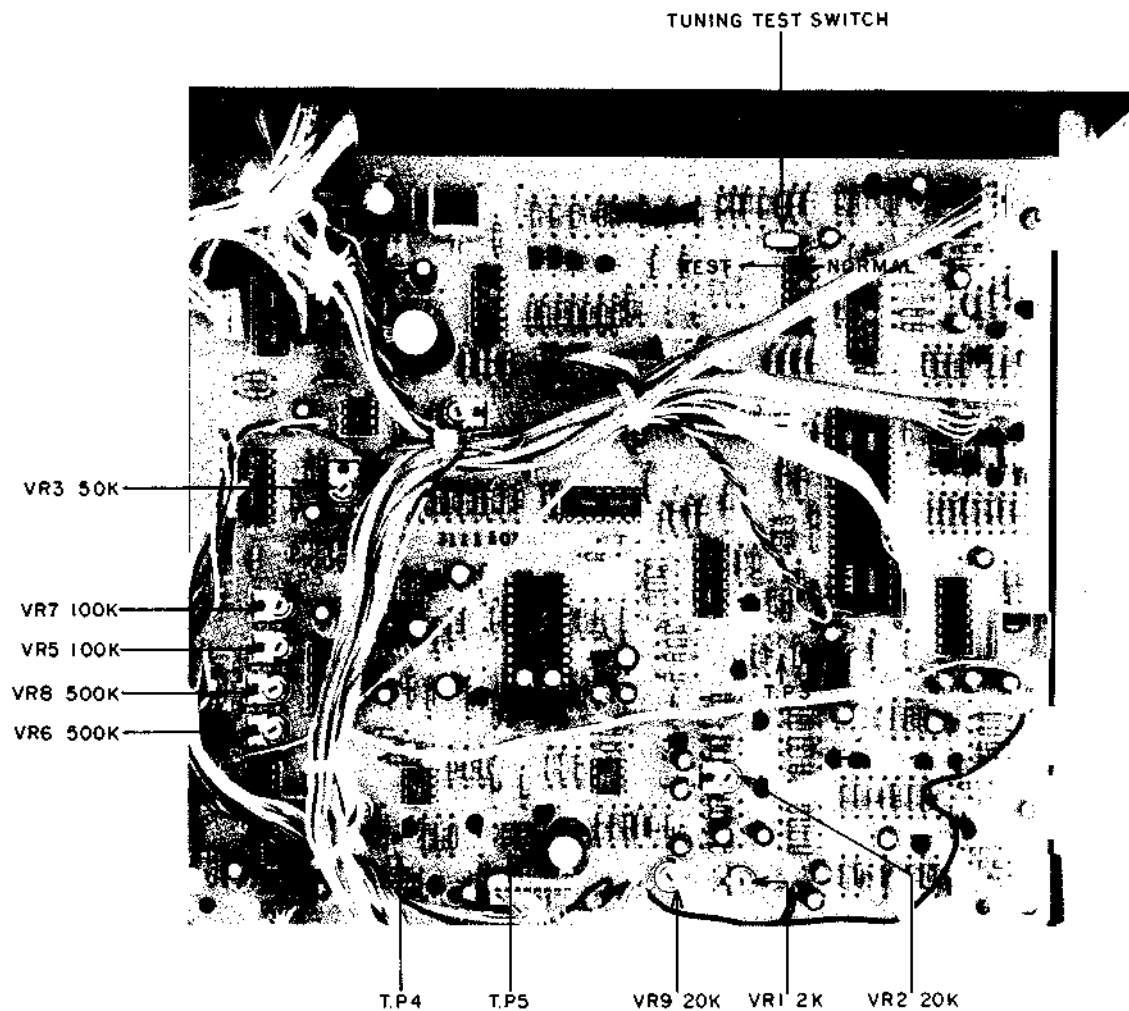 TUNING TEST SWITCH
TEST NORMAL
VR3 50K
VR7 100K
VR5 100K
VR8 500K
VR6 500K
T.P3
T.P4
T.P5
VR9 20K
VR1 2K
VR2 20K